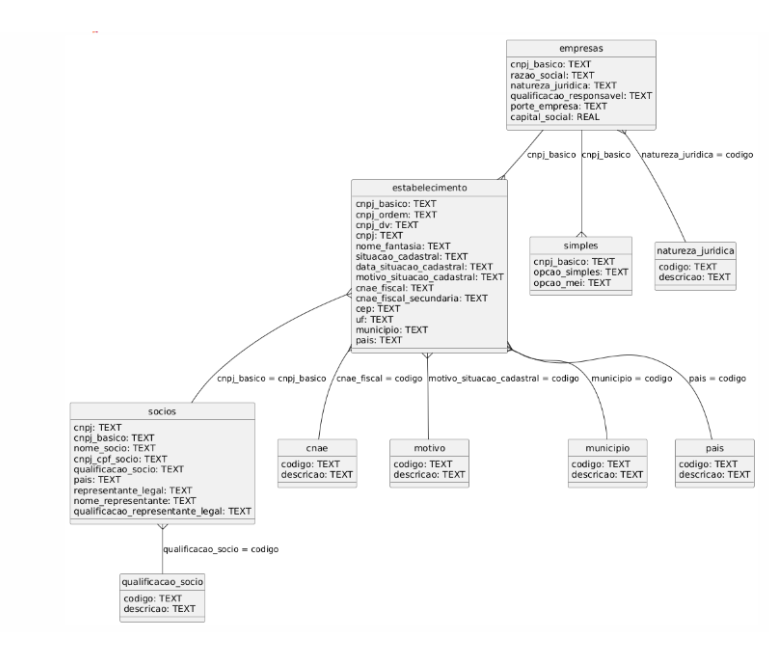 empresas
cnpj_basico: TEXT
razao_social: TEXT
natureza_juridica: TEXT
qualificacao_responsavel: TEXT
porte_empresa: TEXT
capital_social: REAL
cnpj_basico
cnpj_basico
natureza_juridica = codigo
estabelecimento
cnpj_basico: TEXT
cnpj_ordem: TEXT
cnpj_dv: TEXT
cnpj: TEXT
nome_fantasia: TEXT
situacao_cadastral: TEXT
data_situacao_cadastral: TEXT
motivo_situacao_cadastral: TEXT
cnae_fiscal: TEXT
cnae_fiscal_secundaria: TEXT
cep: TEXT
uf: TEXT
municipio: TEXT
pais: TEXT
simples
cnpj_basico: TEXT
opcao_simples: TEXT
opcao_mei: TEXT
natureza_juridica
codigo: TEXT
descricao: TEXT
cnpj_basico = cnpj_basico
cnae_fiscal = codigo
motivo_situacao_cadastral = codigo
municipio = codigo
pais = codigo
socios
cnpj: TEXT
cnpj_basico: TEXT
nome_socio: TEXT
cnpj_cpf_socio: TEXT
qualificacao_socio: TEXT
pais: TEXT
representante_legal: TEXT
nome_representante: TEXT
qualificacao_representante_legal: TEXT
cnae
codigo: TEXT
descricao: TEXT
motivo
codigo: TEXT
descricao: TEXT
municipio
codigo: TEXT
descricao: TEXT
pais
codigo: TEXT
descricao: TEXT
qualificacao_socio = codigo
qualificacao_socio
codigo: TEXT
descricao: TEXT